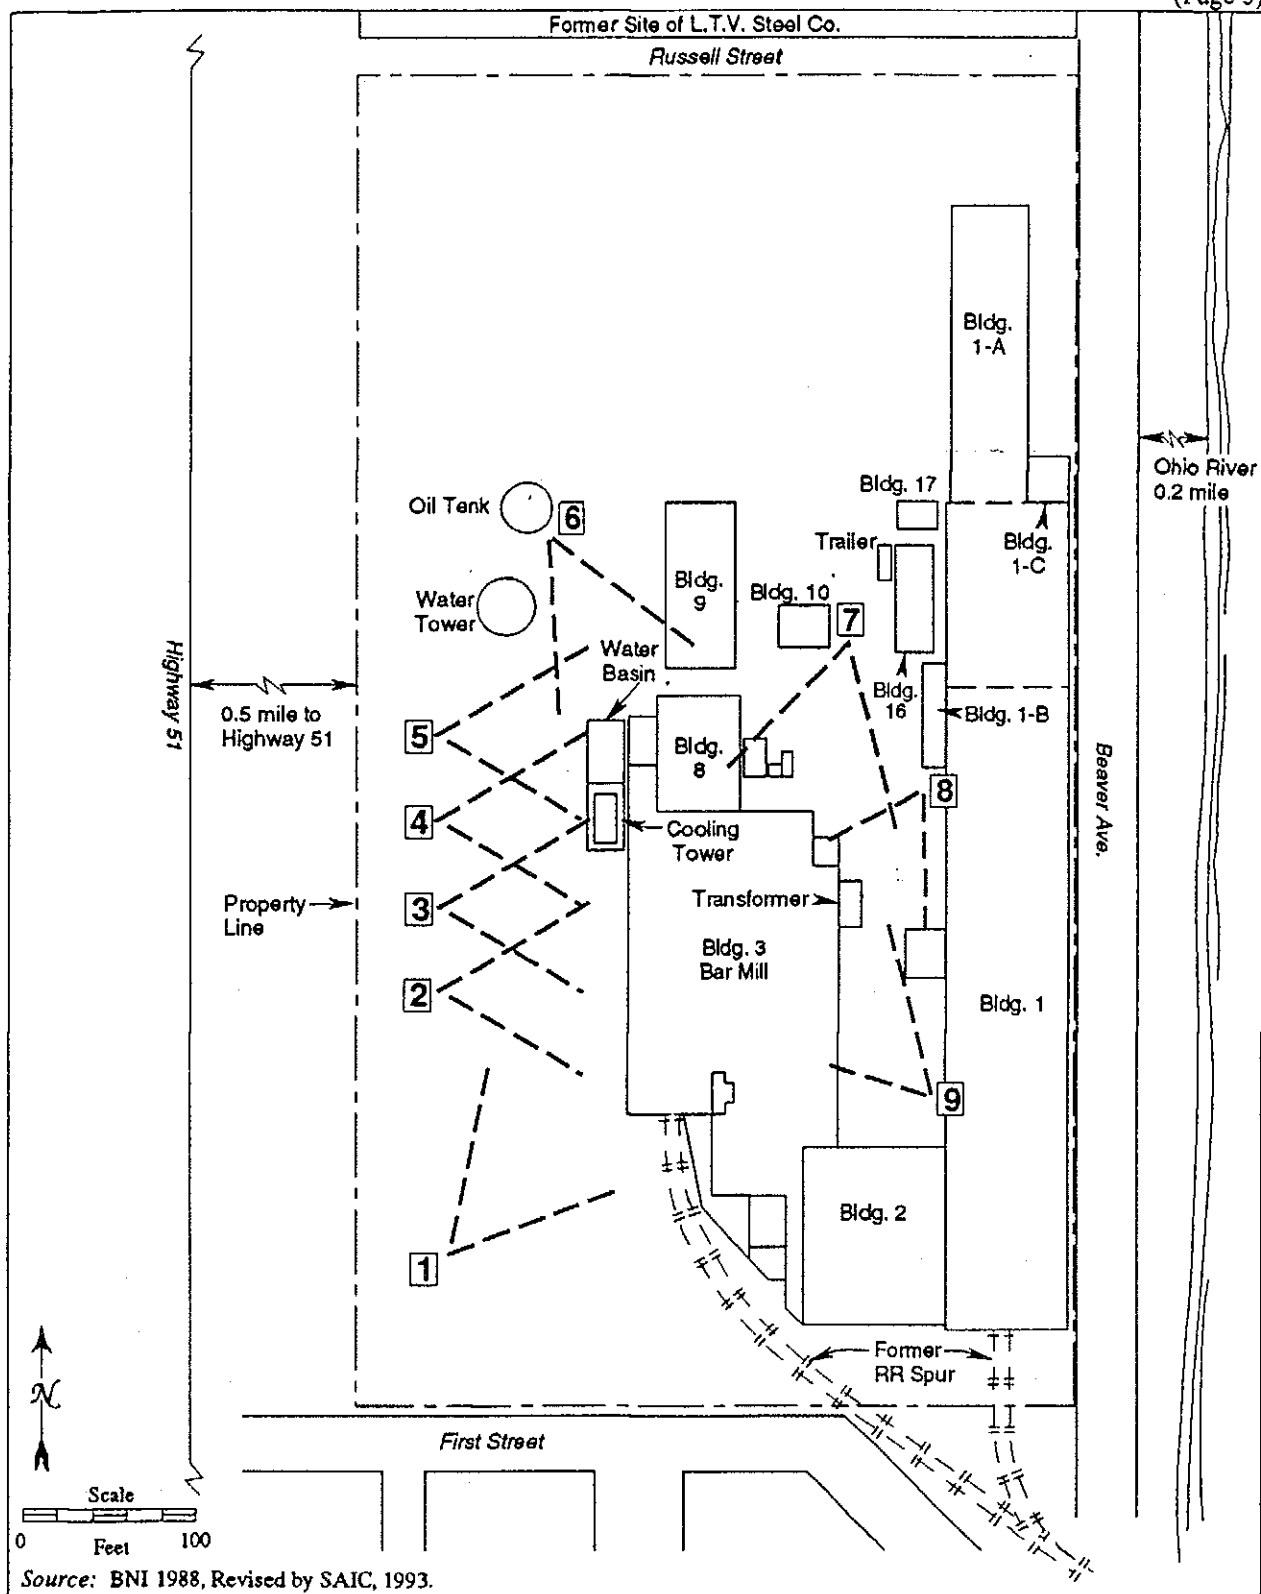 (Page 5)
Former Site of L.T.V. Steel Co.
Russell Street
Bldg.
1-A
Ohio River
0.2 mile
Bldg. 17
Oil Tank
6
Trailer
Bldg.
1-C
Bldg.
9
Bldg. 10
7
Water
Tower
Water
Basin
Highway 51
0.5 mile to
Highway 51
Bldg.
16
Bldg. 1-B
5
Bldg.
8
Beaver Ave.
8
4
Cooling
Tower
Property
Line
3
Transformer
Bldg. 3
Bar Mill
2
Bldg. 1
9
Bldg. 2
1
Former
RR Spur
N
First Street
Scale
0 Feet 100
Source: BNI 1988, Revised by SAIC, 1993.